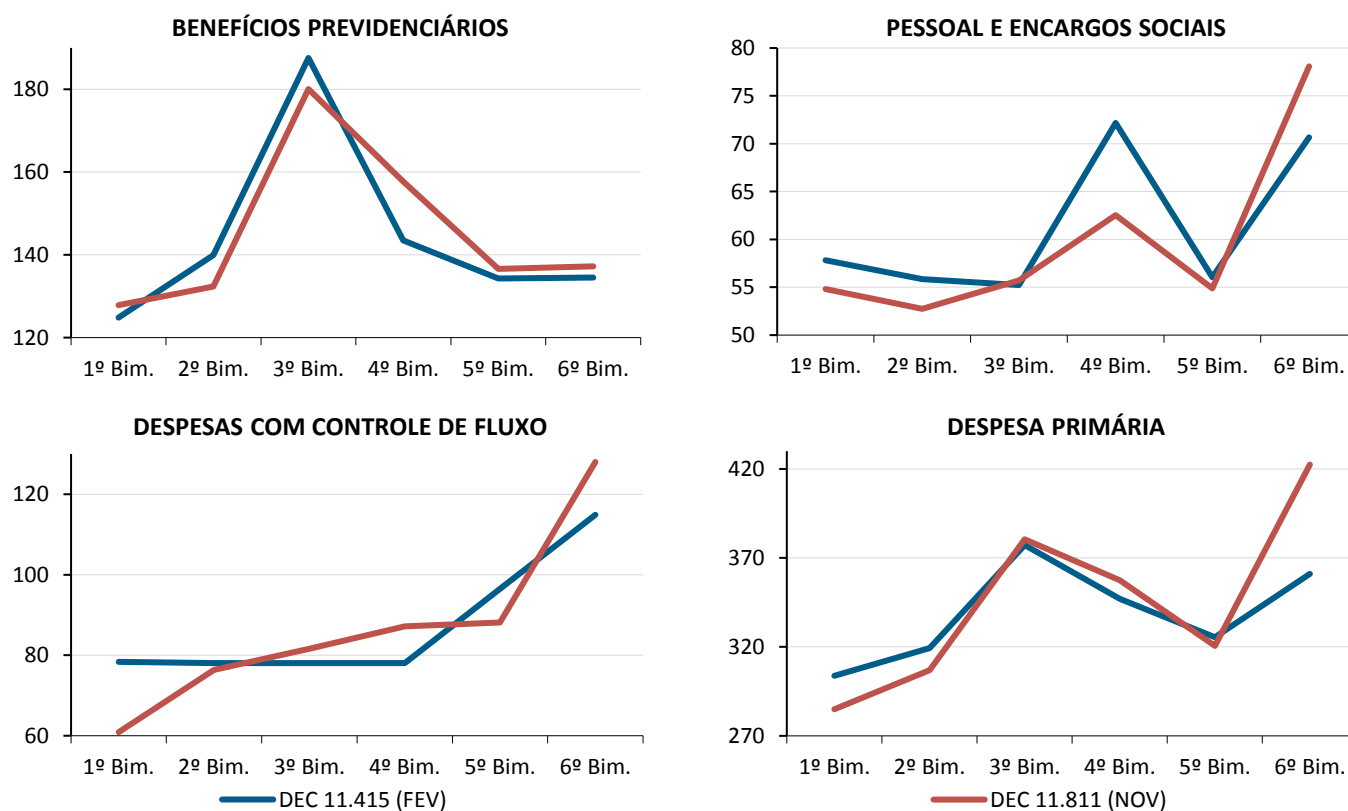 BENEFÍCIOS PREVIDENCIÁRIOS
180
160
140
120
1º Bim. 2º Bim. 3º Bim. 4º Bim. 5º Bim. 6º Bim.
PESSOAL E ENCARGOS SOCIAIS
80
75
70
65
60
55
50
1º Bim. 2º Bim. 3º Bim. 4º Bim. 5º Bim. 6º Bim.
DESPESAS COM CONTROLE DE FLUXO
120
100
80
60
1º Bim. 2º Bim. 3º Bim. 4º Bim. 5º Bim. 6º Bim.
DESPESA PRIMÁRIA
420
370
320
270
1º Bim. 2º Bim. 3º Bim. 4º Bim. 5º Bim. 6º Bim.
DEC 11.415 (FEV) DEC 11.811 (NOV)